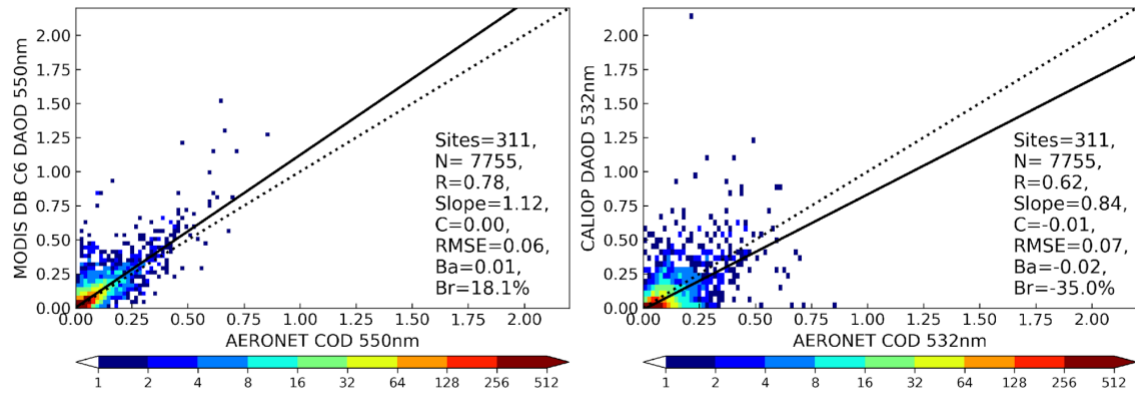 MODIS DB C6 DAOD 550nm
2.00
1.75
1.50
1.25
1.00
0.75
0.50
0.25
0.00
Sites=311,
N= 7755,
R=0.78,
Slope=1.12,
C=0.00,
RMSE=0.06,
Ba=0.01,
Br=18.1%
0.00 0.25 0.50 0.75 1.00 1.25 1.50 1.75 2.00
AERONET COD 550nm
1 2 4 8 16 32 64 128 256 512
CALIOP DAOD 532nm
2.00
1.75
1.50
1.25
1.00
0.75
0.50
0.25
0.00
Sites=311,
N= 7755,
R=0.62,
Slope=0.84,
C=-0.01,
RMSE=0.07,
Ba=-0.02,
Br=-35.0%
0.00 0.25 0.50 0.75 1.00 1.25 1.50 1.75 2.00
AERONET COD 532nm
1 2 4 8 16 32 64 128 256 512